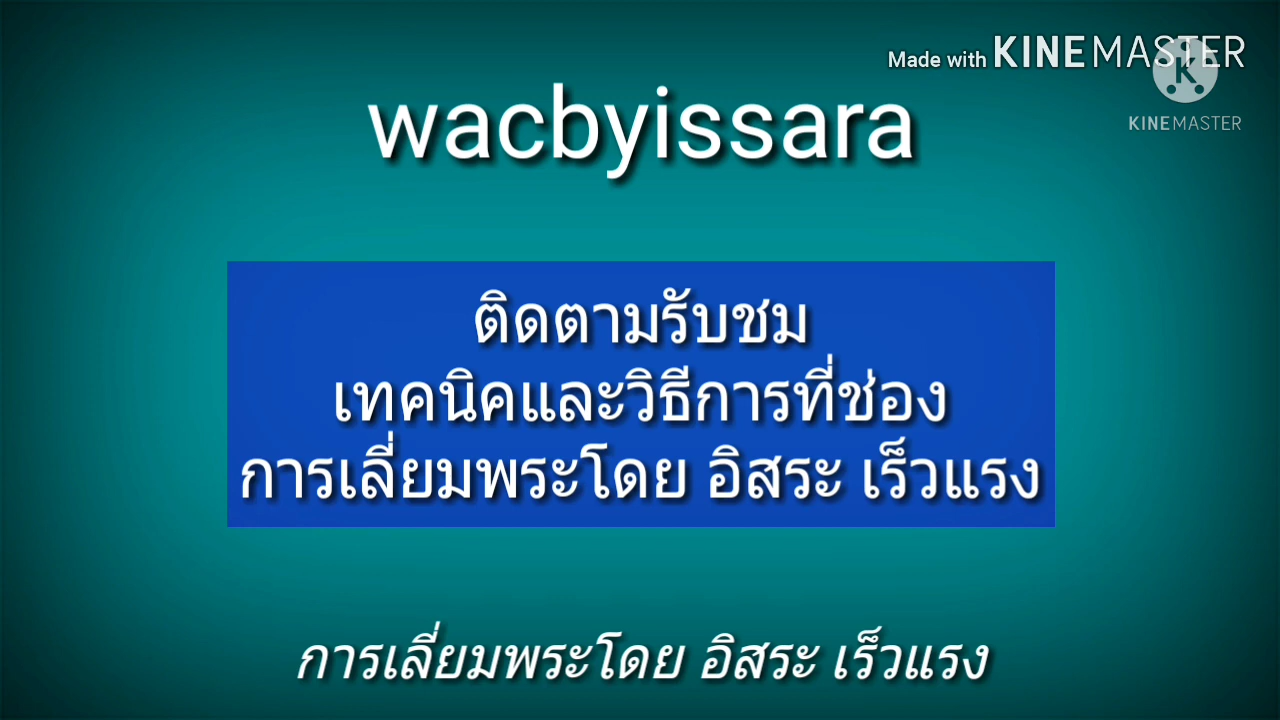 Made with KINEMASTER
KINEMASTER
wacbyissara
ติดตามรับชม
เทคนิคและวิธีการที่ช่อง
การเลี่ยมพระโดย อิสระ เร็วแรง
การเลี่ยมพระโดย อิสระ เร็วแรง